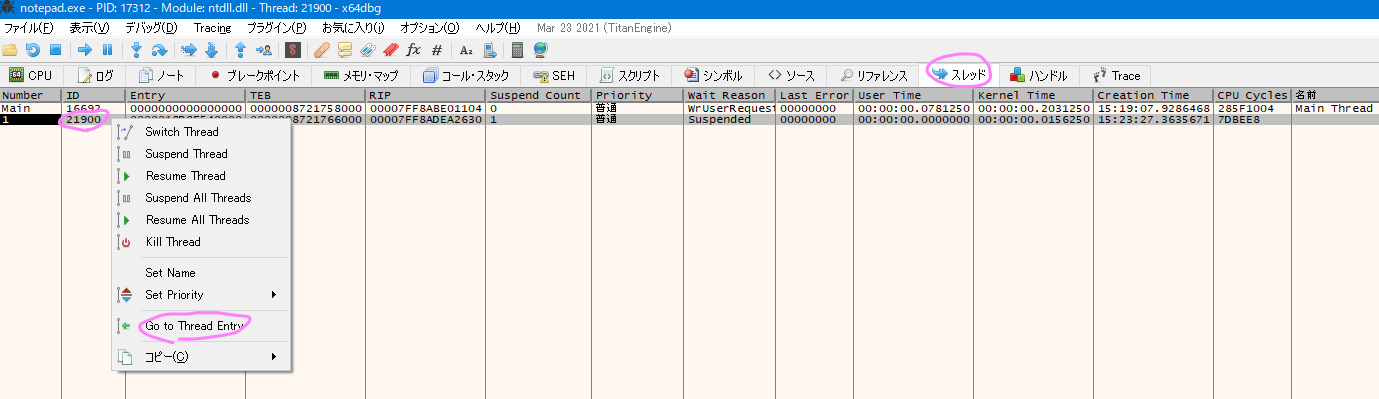 notepad.exe - PID: 17312 - Module: ntdll.dll - Thread: 21900 - x64dbg
ファイル(F) 表示(V) デバッグ(D) Tracing プラグイン(P) お気に入り(I) オプション(O) ヘルプ(H) Mar 23 2021 (TitanEngine)
CPU ログ ノート ブレークポイント メモリ・マップ コール・スタック SEH スクリプト シンボル ソース リファレンス スレッド ハンドル Trace
Number ID Entry TEB RIP Suspend Count Priority Wait Reason Last Error User Time Kernel Time Creation Time CPU Cycles 名前
Main 16692 0000000000000000 0000008721758000 00007FF8ABE01104 0 普通 WrUserRequest 00000000 00:00:00.0781250 00:00:00.2031250 15:19:07.9286468 285F1004 Main Thread
1 21900 0000008721766000 00007FF8ADEA2630 1 普通 Suspended 00000000 00:00:00.0000000 00:00:00.0156250 15:23:27.3635671 7DBEE8
Switch Thread
Suspend Thread
Resume Thread
Suspend All Threads
Resume All Threads
Kill Thread
Set Name
Set Priority
Go to Thread Entry
コピー(C)